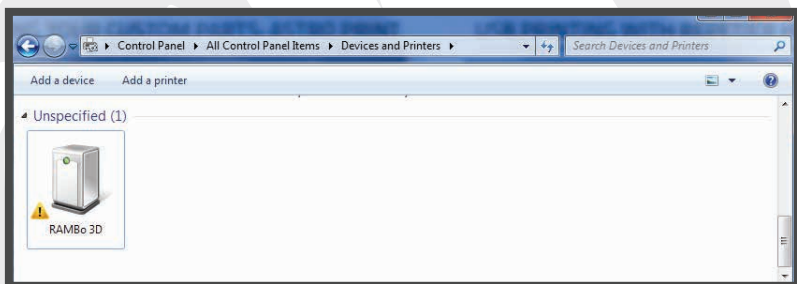 Control Panel ▸ All Control Panel Items ▸ Devices and Printers ▸
Search Devices and Printers
Add a device Add a printer
Unspecified (1)
RAMBo 3D